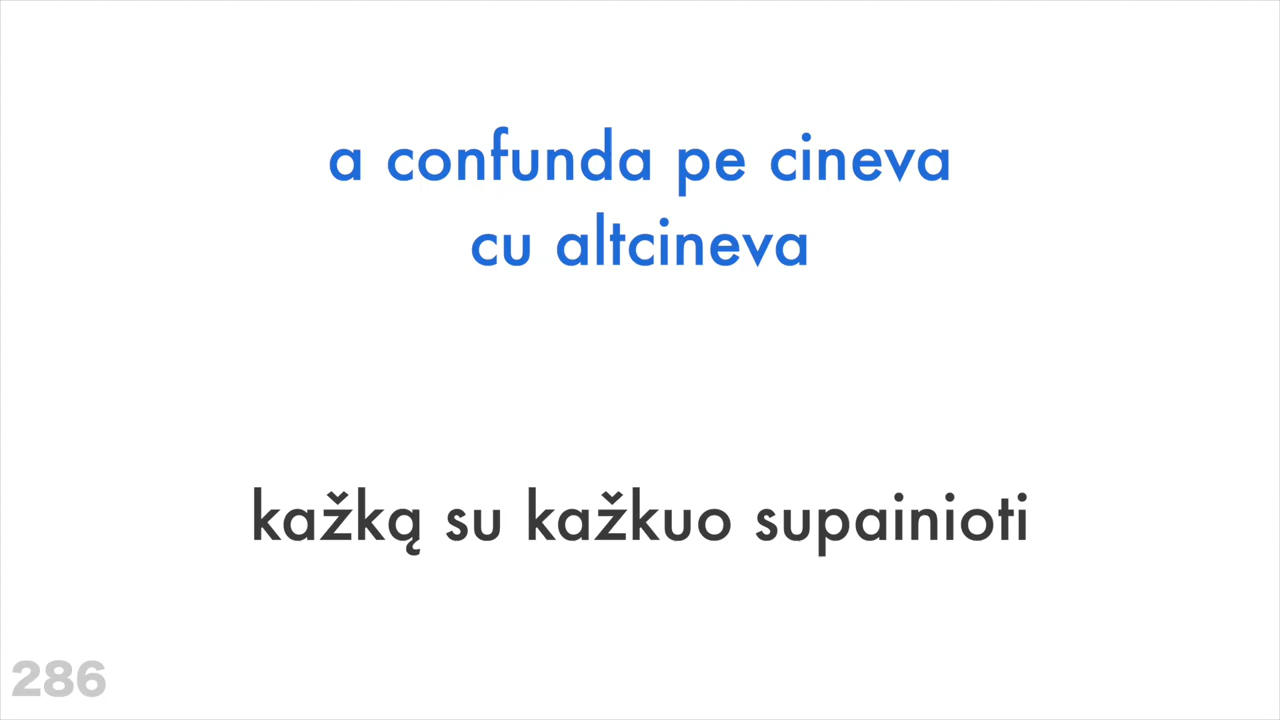 a confunda pe cineva
cu altcineva
kažką su kažkuo supainioti
286